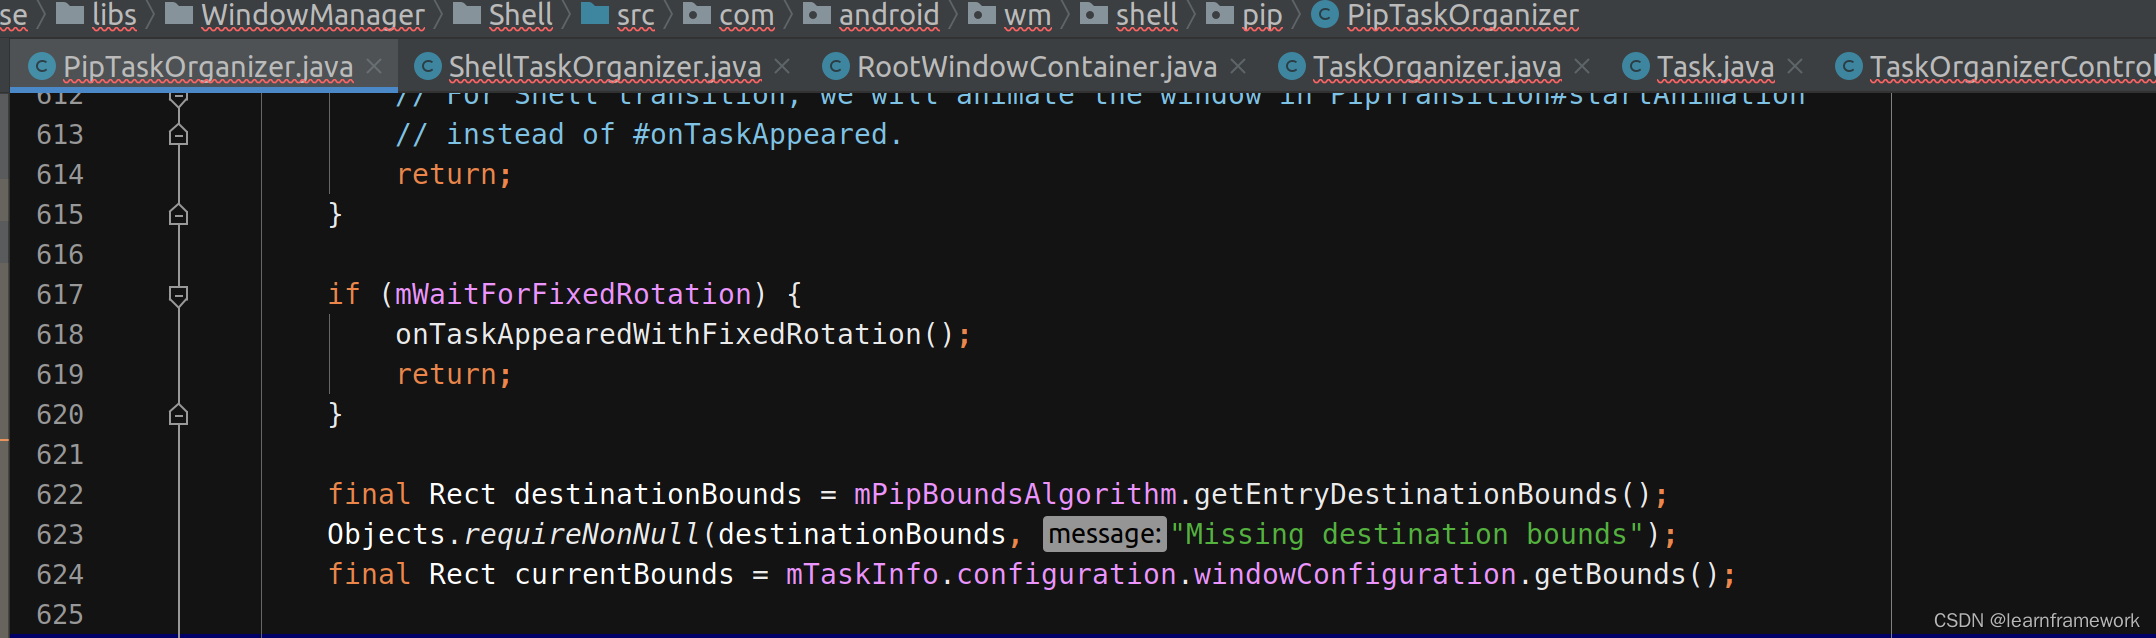 se libs WindowManager Shell src com android wm shell pip PipTaskOrganizer
PipTaskOrganizer.java ShellTaskOrganizer.java RootWindowContainer.java TaskOrganizer.java Task.java TaskOrganizerControl
612 // For Shell transition, we will animate the window in PipTransition#startAnimation
613 // instead of #onTaskAppeared.
614 return;
615 }
616
617 if (mWaitForFixedRotation) {
618 onTaskAppearedWithFixedRotation();
619 return;
620 }
621
622 final Rect destinationBounds = mPipBoundsAlgorithm.getEntryDestinationBounds();
623 Objects.requireNonNull(destinationBounds, message: "Missing destination bounds");
624 final Rect currentBounds = mTaskInfo.configuration.windowConfiguration.getBounds();
625
CSDN @learnframework